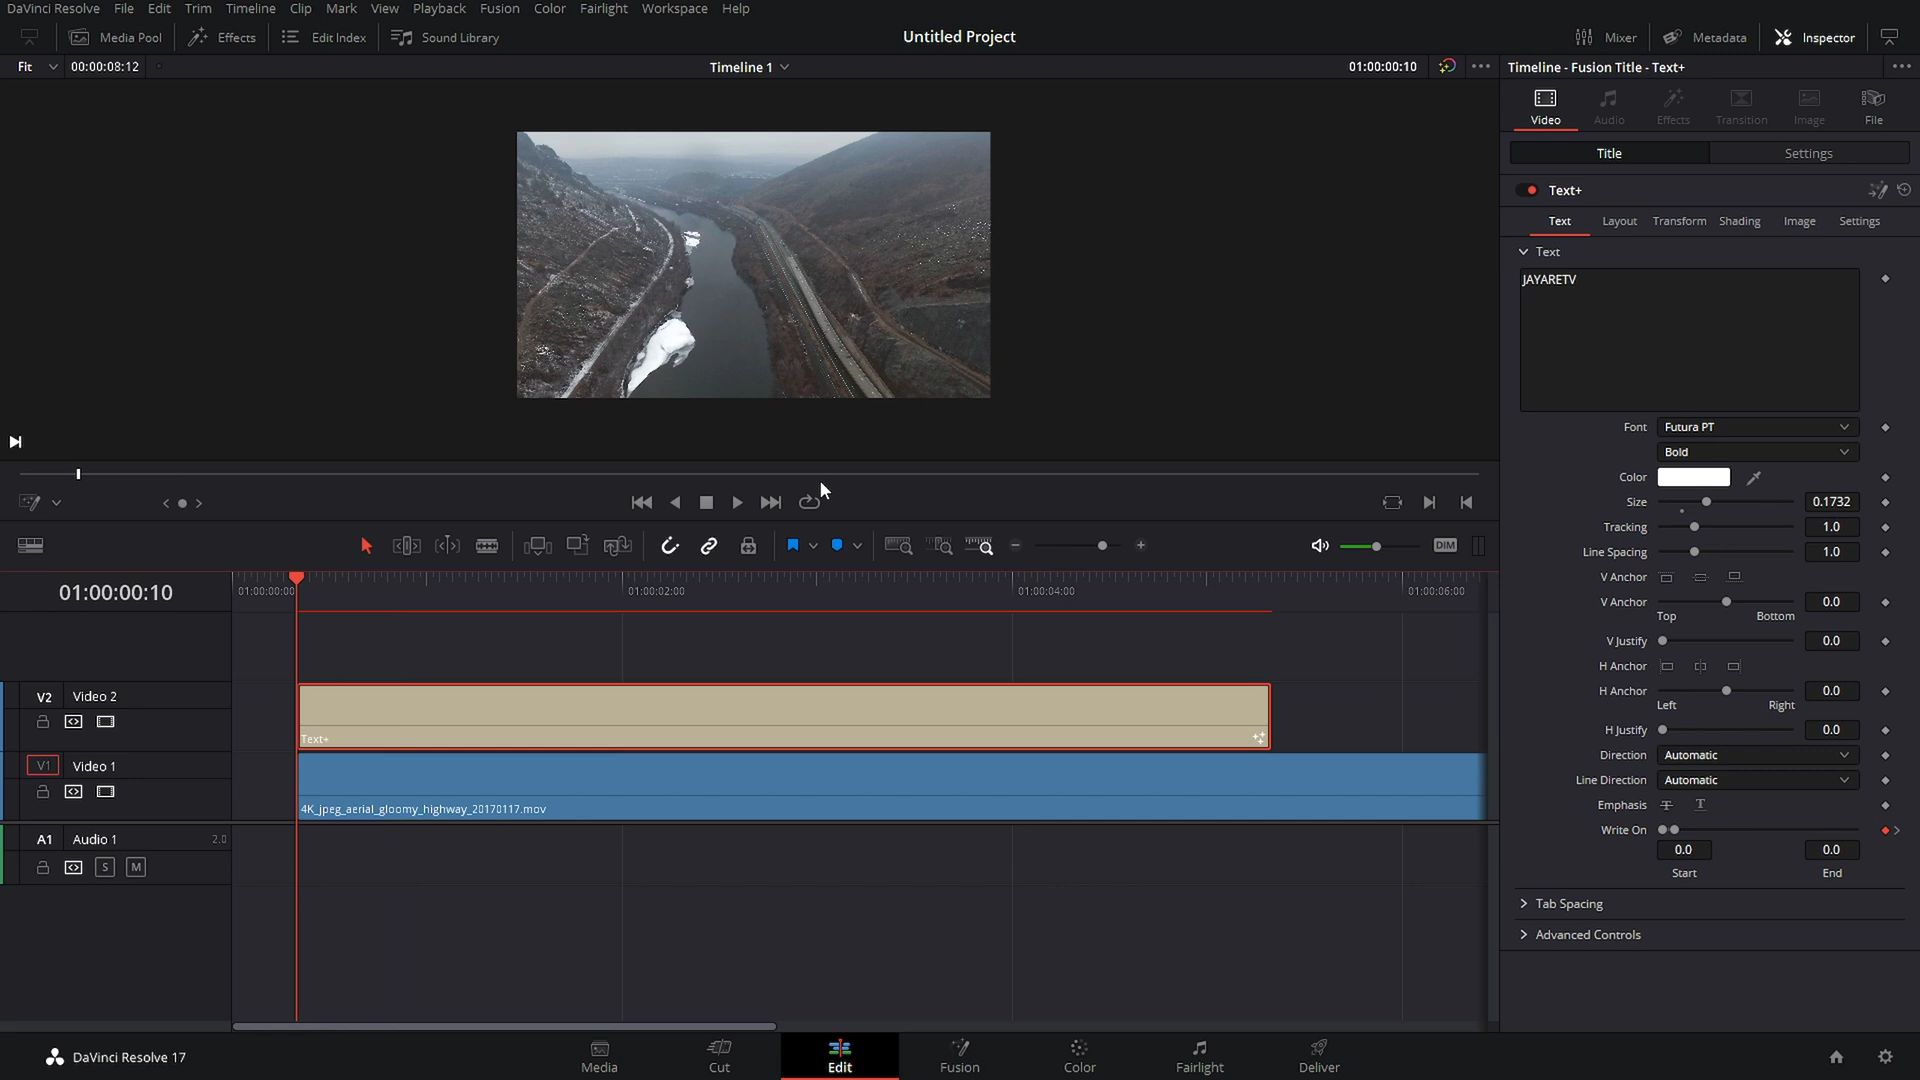 DaVinci Resolve File Edit Trim Timeline Clip Mark View Playback Fusion Color Fairlight Workspace Help
Media Pool Effects Edit Index Sound Library Untitled Project Mixer Metadata Inspector
Fit 00:00:08:12 Timeline 1 01:00:00:10 Timeline - Fusion Title - Text+
Video Audio Effects Transition Image File
Title Settings
Text+
Text Layout Transform Shading Image Settings
Text
JAYARETV
Font Futura PT
Bold
Color
Size 0.1732
Tracking 1.0
Line Spacing 1.0
V Anchor
V Anchor 0.0
Top Bottom
V Justify 0.0
H Anchor
H Anchor 0.0
Left Right
H Justify 0.0
Direction Automatic
Line Direction Automatic
Emphasis T T
Write On
0.0 0.0
Start End
Tab Spacing
Advanced Controls
DIM
01:00:00:10 01:00:00:00 01:00:02:00 01:00:04:00 01:00:06:00
V2 Video 2
Text+
V1 Video 1
4K_jpeg_aerial_gloomy_highway_20170117.mov
A1 Audio 1 2.0
S M
DaVinci Resolve 17 Media Cut Edit Fusion Color Fairlight Deliver